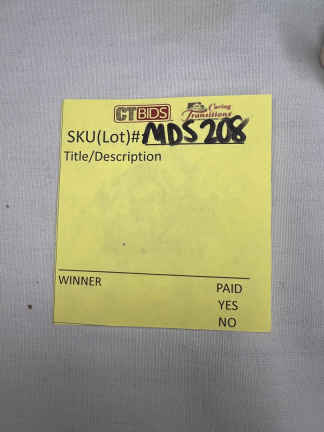 CTBIDS Caring Transitions
SKU(Lot)#: MDS208
Title/Description
WINNER PAID
YES
NO